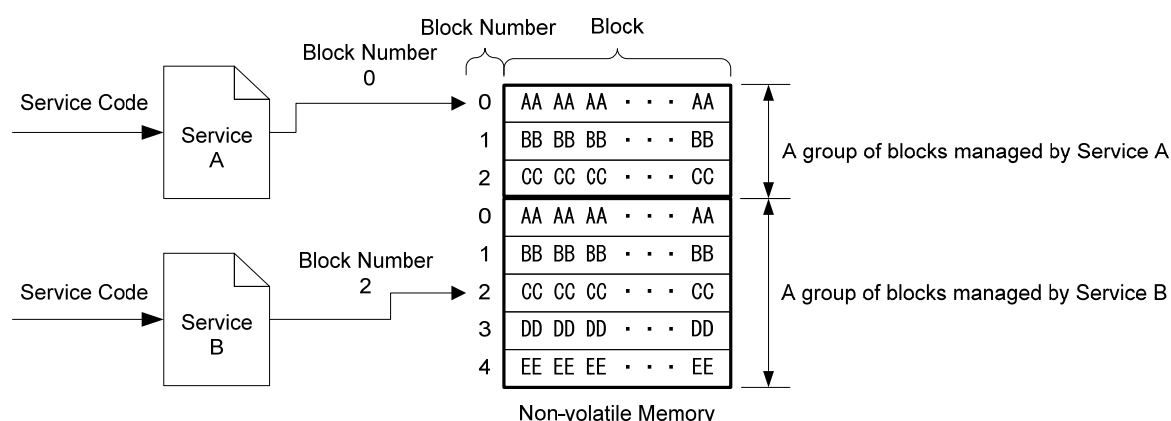 Block Number
Block
Block Number
0
Service Code
Service
A
0 AA AA AA · · · AA
1 BB BB BB · · · BB
2 CC CC CC · · · CC
A group of blocks managed by Service A
Service Code
Service
B
Block Number
2
0 AA AA AA · · · AA
1 BB BB BB · · · BB
2 CC CC CC · · · CC
3 DD DD DD · · · DD
4 EE EE EE · · · EE
A group of blocks managed by Service B
Non-volatile Memory